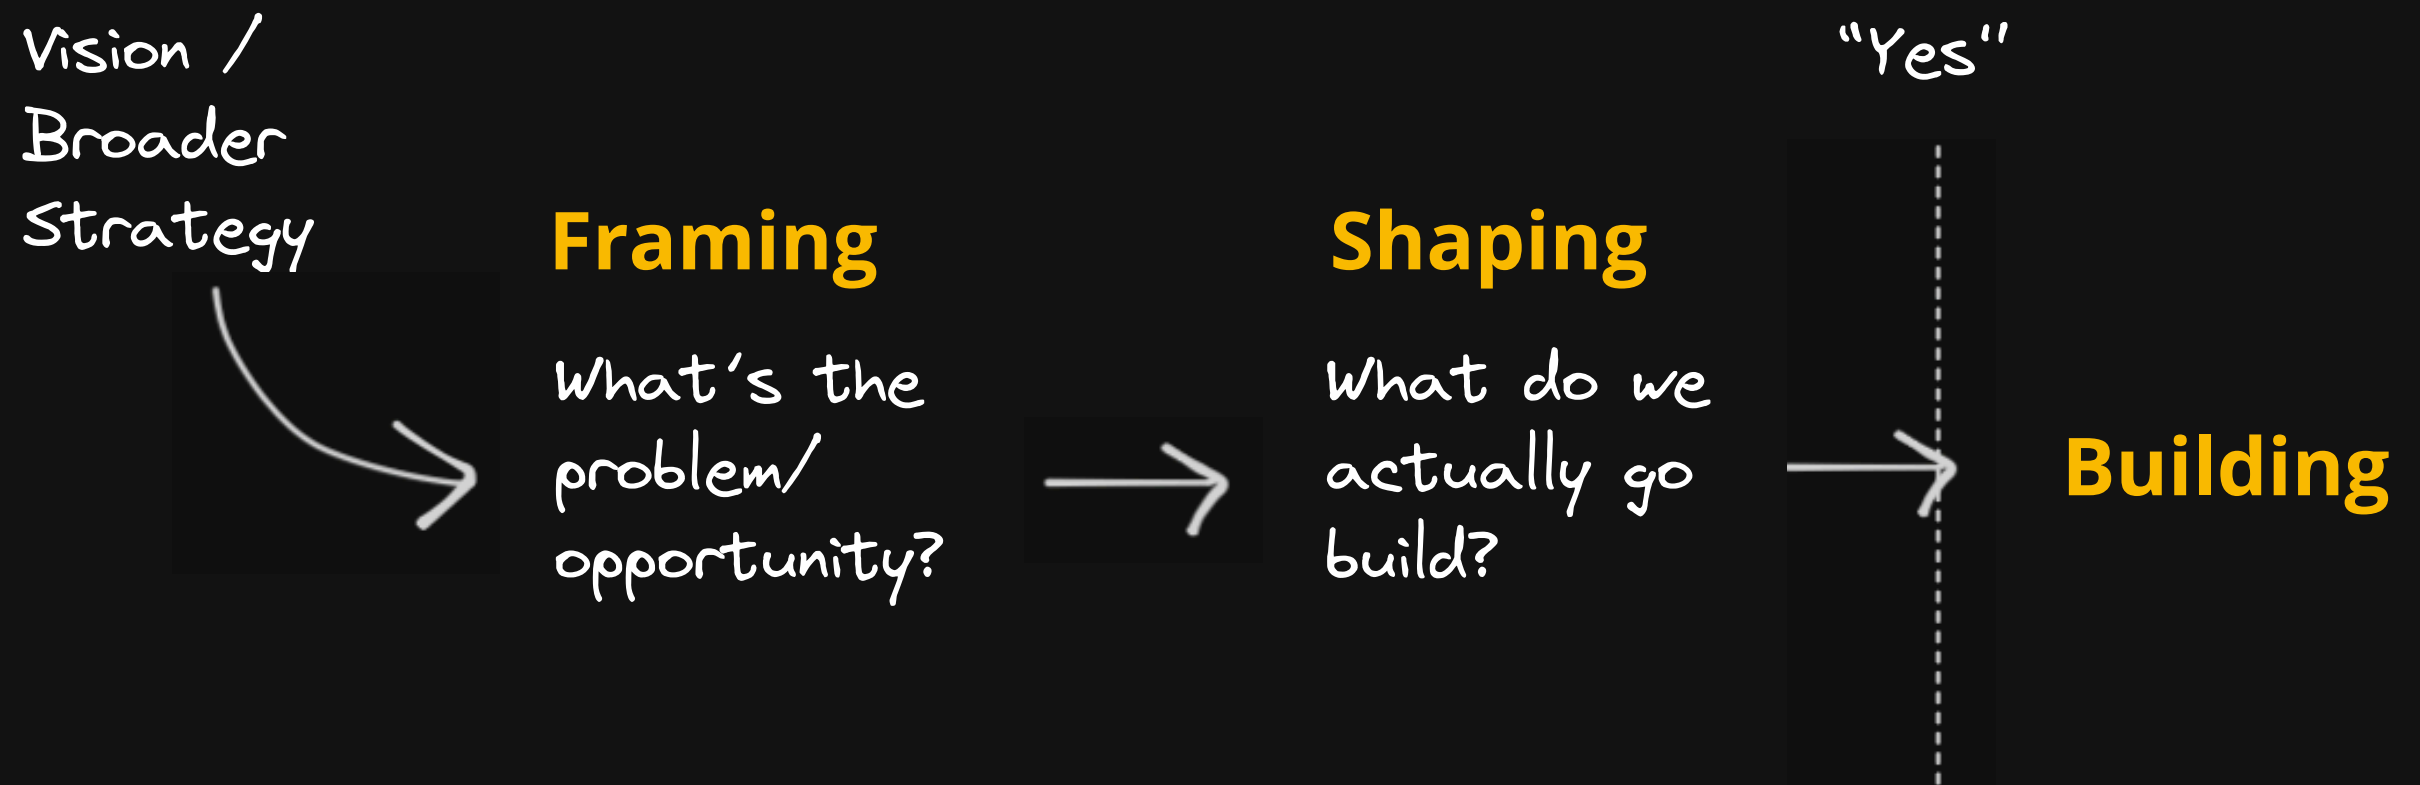 Vision /
Broader
Strategy
Framing
What's the
problem/
opportunity?
Shaping
What do we
actually go
build?
"Yes"
Building